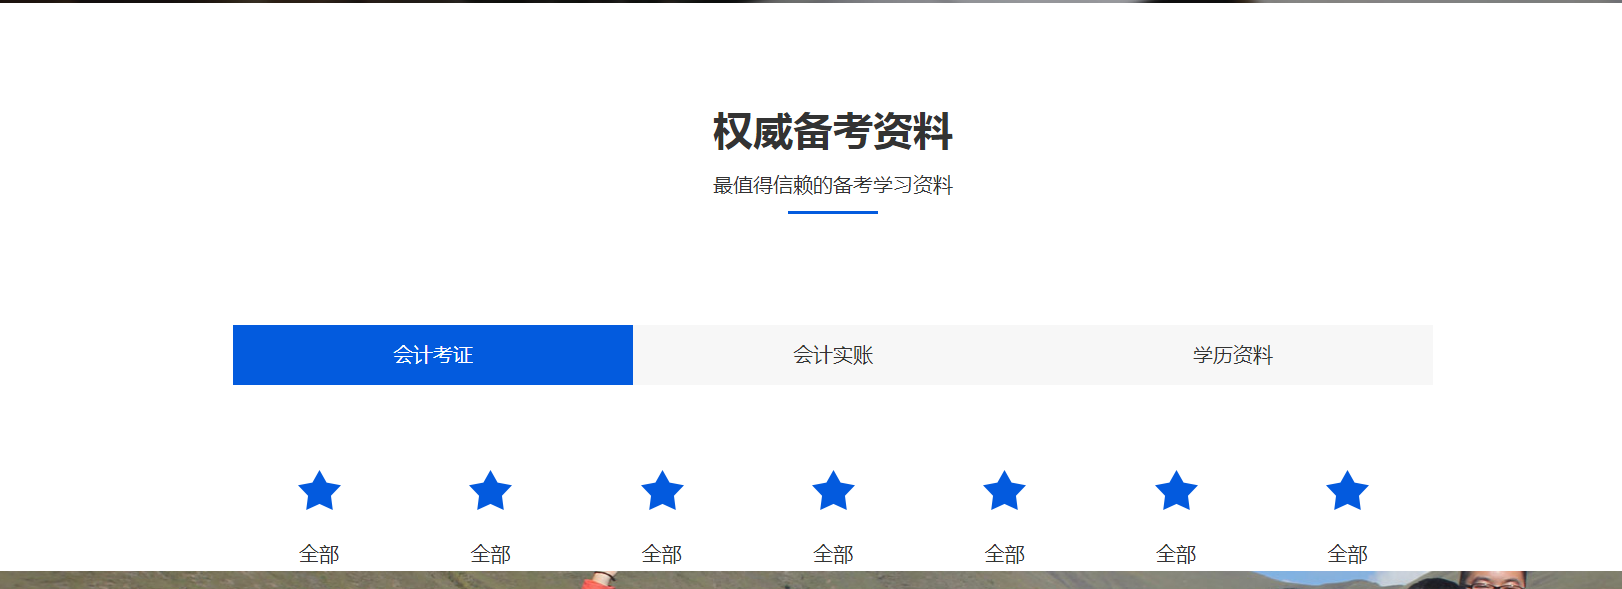 权威备考资料
最值得信赖的备考学习资料
会计考证 会计实账 学历资料
全部 全部 全部 全部 全部 全部 全部